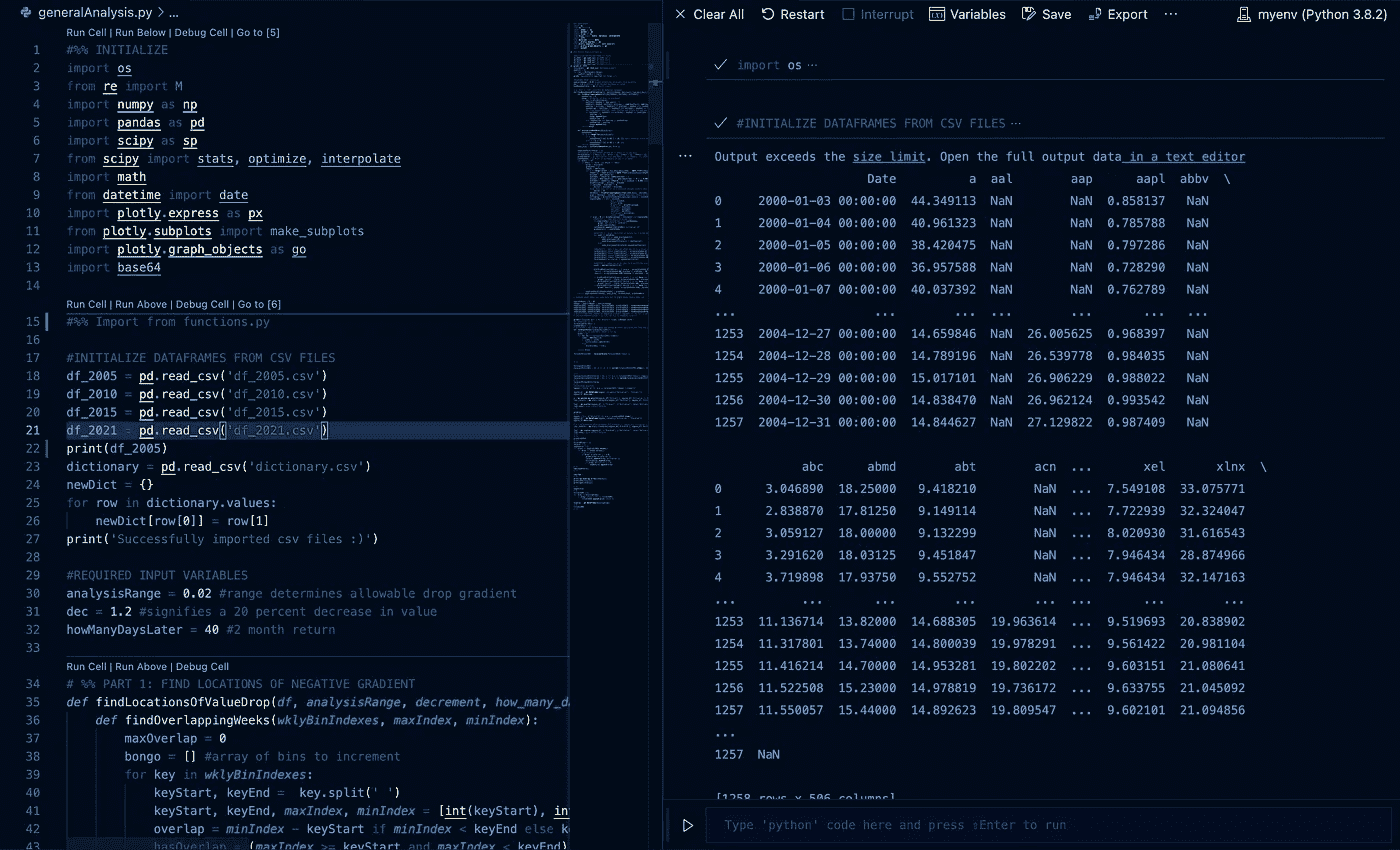 generalAnalysis.py > ...
Run Cell | Run Below | Debug Cell | Go to [5]
1 #%% INITIALIZE
2 import os
3 from re import M
4 import numpy as np
5 import pandas as pd
6 import scipy as sp
7 from scipy import stats, optimize, interpolate
8 import math
9 from datetime import date
10 import plotly.express as px
11 from plotly.subplots import make_subplots
12 import plotly.graph_objects as go
13 import base64
14
Run Cell | Run Above | Debug Cell | Go to [6]
15 #%% Import from functions.py
16
17 #INITIALIZE DATAFRAMES FROM CSV FILES
18 df_2005 = pd.read_csv('df_2005.csv')
19 df_2010 = pd.read_csv('df_2010.csv')
20 df_2015 = pd.read_csv('df_2015.csv')
21 df_2021 = pd.read_csv('df_2021.csv')
22 print(df_2005)
23 dictionary = pd.read_csv('dictionary.csv')
24 newDict = {}
25 for row in dictionary.values:
26 newDict[row[0]] = row[1]
27 print('Successfully imported csv files :)')
28
29 #REQUIRED INPUT VARIABLES
30 analysisRange = 0.02 #range determines allowable drop gradient
31 dec = 1.2 #signifies a 20 percent decrease in value
32 howManyDaysLater = 40 #2 month return
33
Run Cell | Run Above | Debug Cell
34 # %% PART 1: FIND LOCATIONS OF NEGATIVE GRADIENT
35 def findLocationsOfValueDrop(df, analysisRange, decrement, how_many_d
36 def findOverlappingWeeks(wklyBinIndexes, maxIndex, minIndex):
37 maxOverlap = 0
38 bongo = [] #array of bins to increment
39 for key in wklyBinIndexes:
40 keyStart, keyEnd = key.split(' ')
41 keyStart, keyEnd, maxIndex, minIndex = [int(keyStart), in
42 overlap = minIndex - keyStart if minIndex < keyEnd else k
43 hasOverlap = (maxIndex >= keyStart and maxIndex < keyEnd)
Clear All Restart Interrupt Variables Save Export ... myenv (Python 3.8.2)
import os ...
#INITIALIZE DATAFRAMES FROM CSV FILES ...
Output exceeds the size limit. Open the full output data in a text editor
Date a aal aap aapl abbv \
0 2000-01-03 00:00:00 44.349113 NaN NaN 0.858137 NaN
1 2000-01-04 00:00:00 40.961323 NaN NaN 0.785788 NaN
2 2000-01-05 00:00:00 38.420475 NaN NaN 0.797286 NaN
3 2000-01-06 00:00:00 36.957588 NaN NaN 0.728290 NaN
4 2000-01-07 00:00:00 40.037392 NaN NaN 0.762789 NaN
... ... ... ... ... ... ...
1253 2004-12-27 00:00:00 14.659846 NaN 26.005625 0.968397 NaN
1254 2004-12-28 00:00:00 14.789196 NaN 26.539778 0.984035 NaN
1255 2004-12-29 00:00:00 15.017101 NaN 26.906229 0.988022 NaN
1256 2004-12-30 00:00:00 14.838470 NaN 26.962124 0.993542 NaN
1257 2004-12-31 00:00:00 14.844627 NaN 27.129822 0.987409 NaN
abc abmd abt acn ... xel xlnx \
0 3.046890 18.25000 9.418210 NaN ... 7.549108 33.075771
1 2.838870 17.81250 9.149114 NaN ... 7.722939 32.324047
2 3.059127 18.00000 9.132299 NaN ... 8.020930 31.616543
3 3.291620 18.03125 9.451847 NaN ... 7.946434 28.874966
4 3.719898 17.93750 9.552752 NaN ... 7.946434 32.147163
... ... ... ... ... ... ... ...
1253 11.136714 13.82000 14.688305 19.963614 ... 9.519693 20.838902
1254 11.317801 13.74000 14.800039 19.978291 ... 9.561422 20.981104
1255 11.416214 14.70000 14.953281 19.802202 ... 9.603151 21.080641
1256 11.522508 15.23000 14.978819 19.736172 ... 9.633755 21.045092
1257 11.550057 15.44000 14.892623 19.809547 ... 9.602101 21.094856
...
1257 NaN
[1258 rows x 506 columns]
Type 'python' code here and press ⇧Enter to run